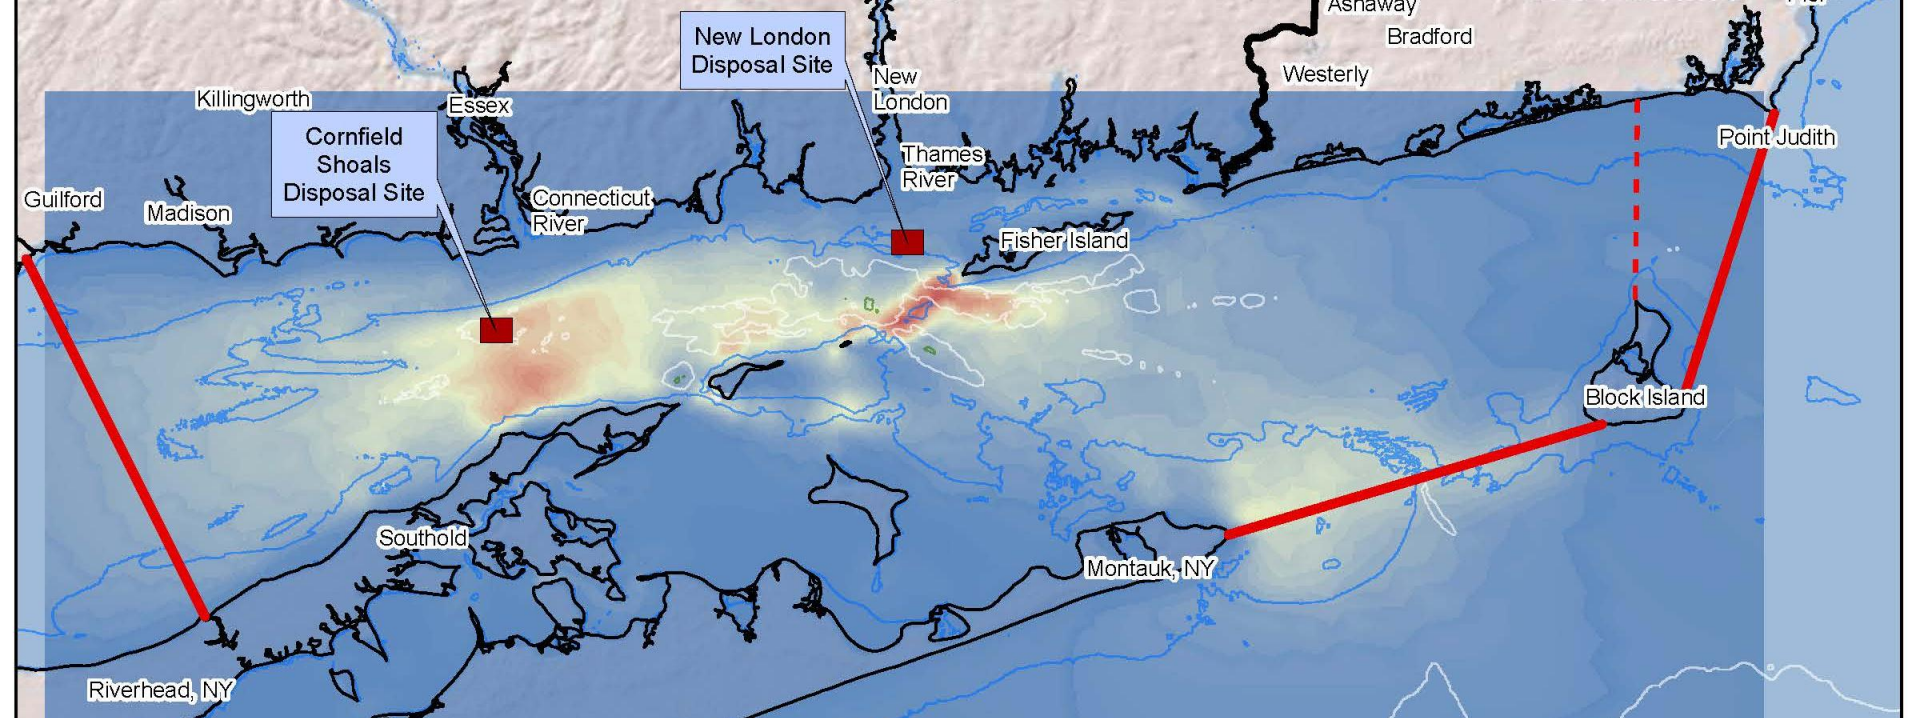 Ashaway
Bradford
New London
Disposal Site
Westerly
New
London
Killingworth
Essex
Cornfield
Shoals
Disposal Site
Point Judith
Thames
River
Guilford
Madison
Connecticut
River
Fisher Island
Block Island
Southold
Montauk, NY
Riverhead, NY